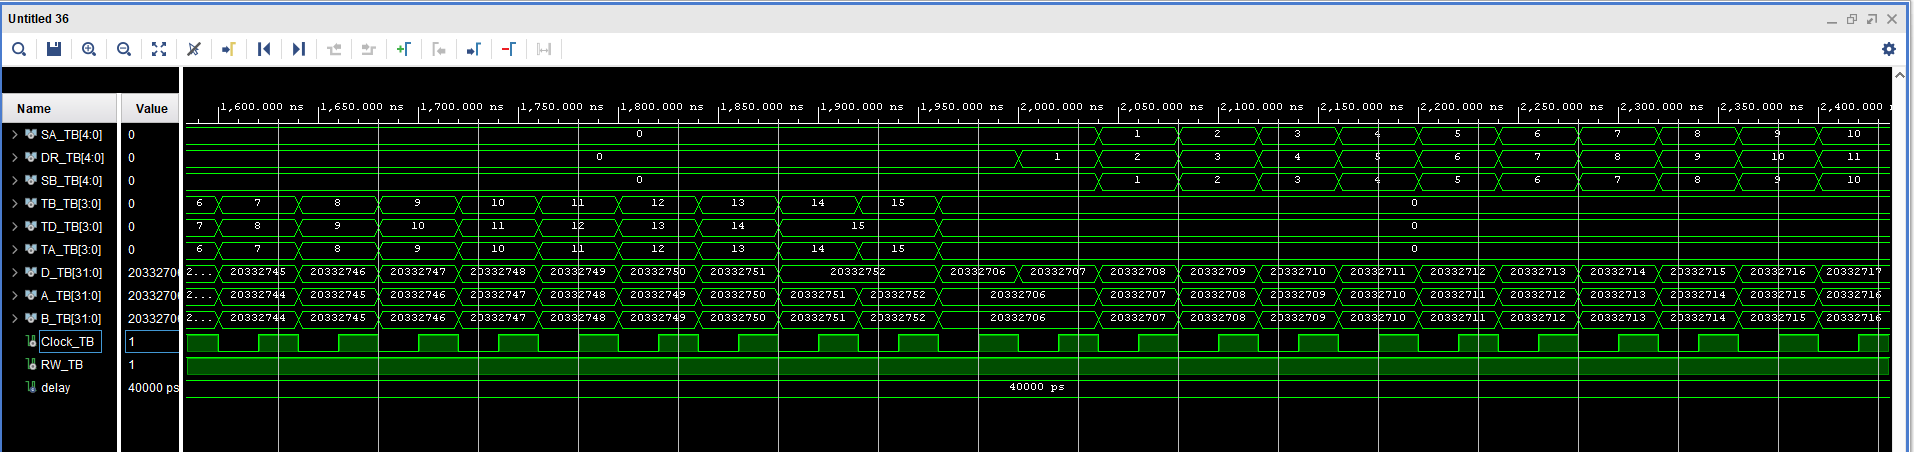 Untitled 36
Name Value 1,600.000 ns 1,650.000 ns 1,700.000 ns 1,750.000 ns 1,800.000 ns 1,850.000 ns 1,900.000 ns 1,950.000 ns 2,000.000 ns 2,050.000 ns 2,100.000 ns 2,150.000 ns 2,200.000 ns 2,250.000 ns 2,300.000 ns 2,350.000 ns 2,400.000 ns
SA_TB[4:0] 0 0 1 2 3 4 5 6 7 8 9 10
DR_TB[4:0] 0 0 1 2 3 4 5 6 7 8 9 10 11
SB_TB[4:0] 0 0 1 2 3 4 5 6 7 8 9 10
TB_TB[3:0] 0 6 7 8 9 10 11 12 13 14 15 0
TD_TB[3:0] 0 7 8 9 10 11 12 13 14 15 0
TA_TB[3:0] 0 6 7 8 9 10 11 12 13 14 15 0
D_TB[31:0] 2033270 2... 20332745 20332746 20332747 20332748 20332749 20332750 20332751 20332752 20332706 20332707 20332708 20332709 20332710 20332711 20332712 20332713 20332714 20332715 20332716 20332717
A_TB[31:0] 2033270 2... 20332744 20332745 20332746 20332747 20332748 20332749 20332750 20332751 20332752 20332706 20332707 20332708 20332709 20332710 20332711 20332712 20332713 20332714 20332715 20332716
B_TB[31:0] 2033270 2... 20332744 20332745 20332746 20332747 20332748 20332749 20332750 20332751 20332752 20332706 20332707 20332708 20332709 20332710 20332711 20332712 20332713 20332714 20332715 20332716
Clock_TB 1
RW_TB 1
delay 40000 ps 40000 ps